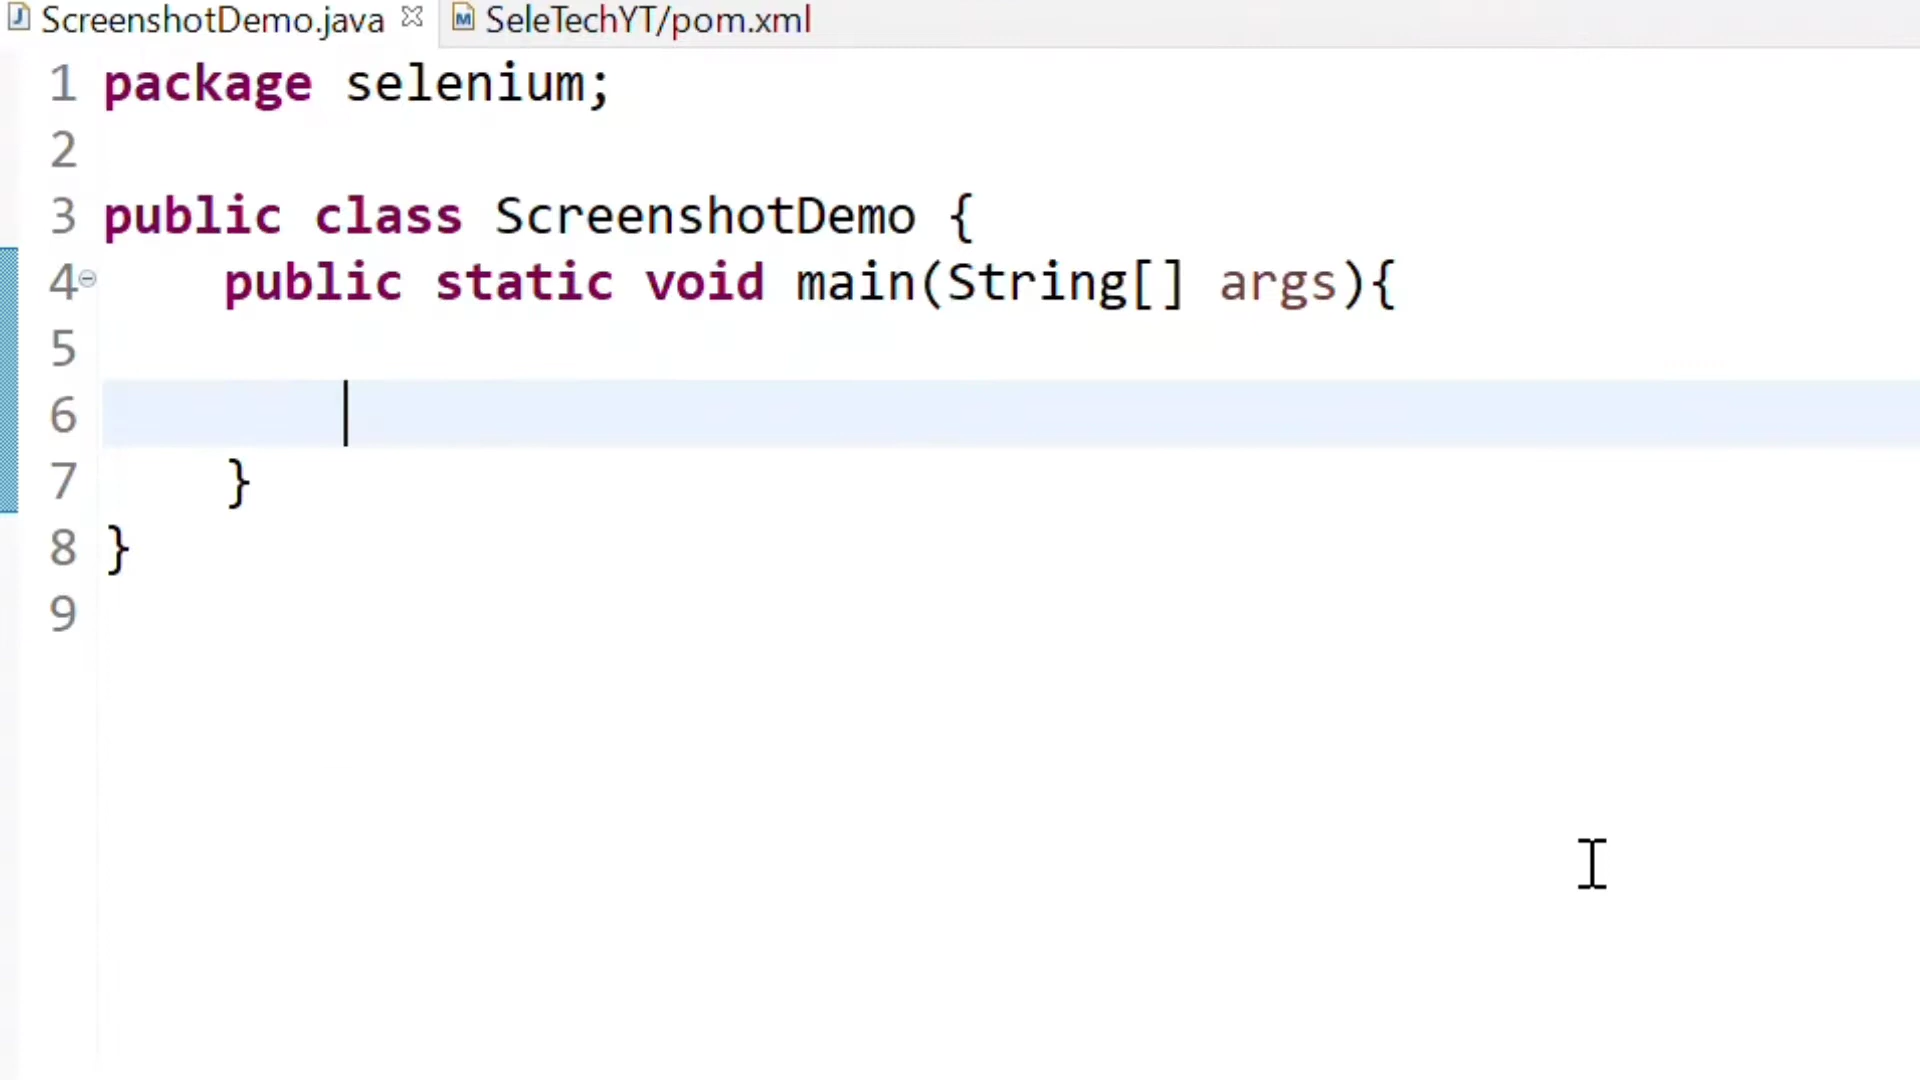 ScreenshotDemo.java SeleTechYT/pom.xml
1 package selenium;
2
3 public class ScreenshotDemo {
4 public static void main(String[] args){
5
6
7 }
8 }
9